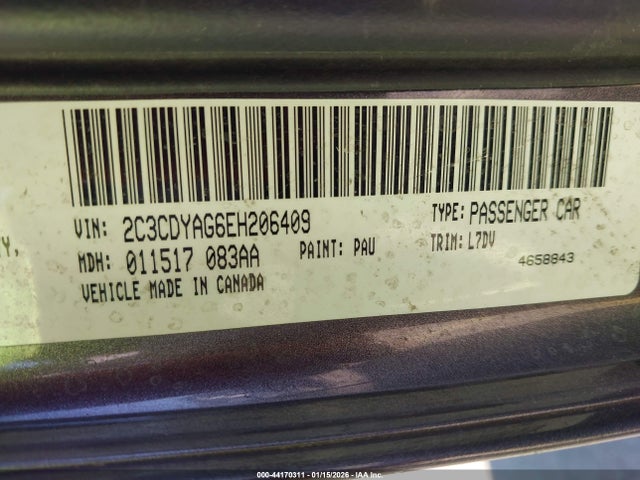 TY,
VIN: 2C3CDYAG6EH206409
TYPE: PASSENGER CAR
MDH: 011517 083AA
PAINT: PAU
TRIM: L7DV
VEHICLE MADE IN CANADA
4658843
000-44170311 - 01/15/2026 - © IAA Inc.